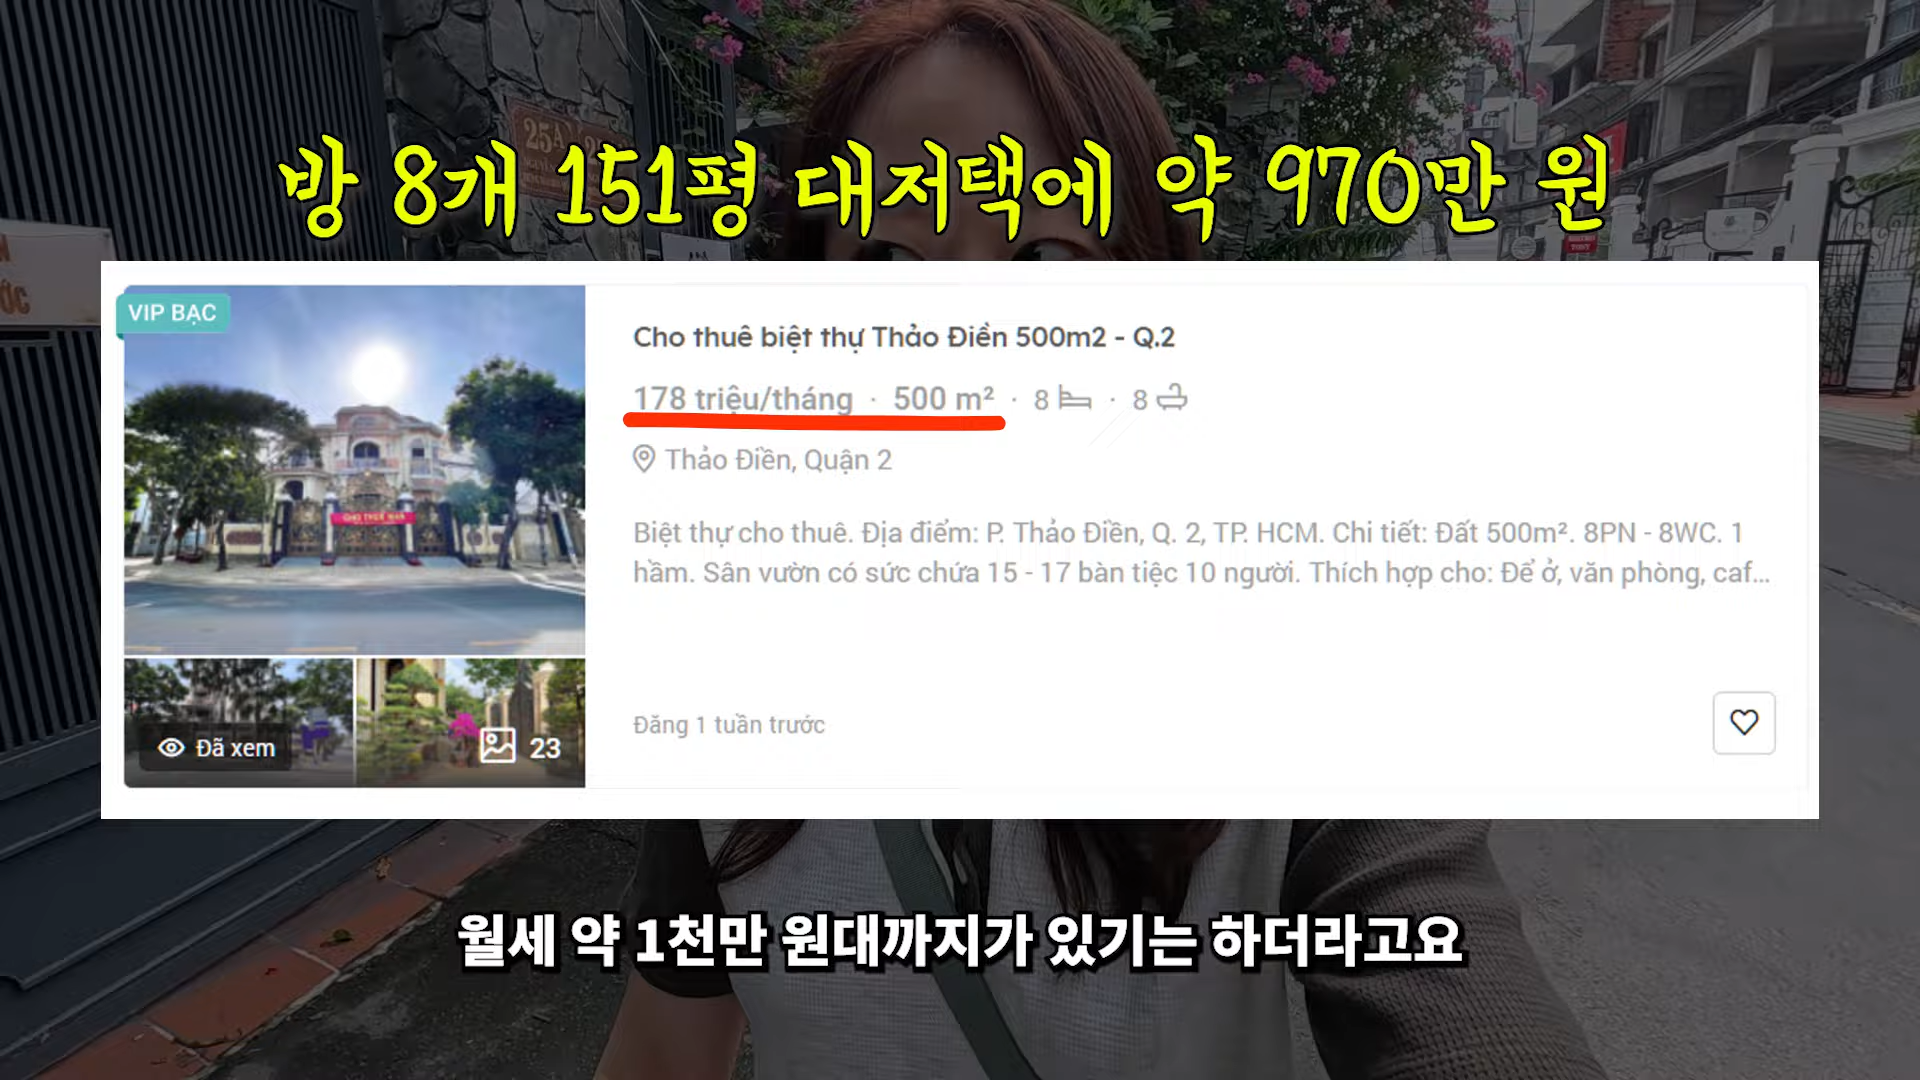 방 8개 151평 대저택에 약 970만 원
25A
VIP BẠC
Cho thuê biệt thự Thảo Điền 500m2 - Q.2
178 triệu/tháng · 500 m² · 8 · 8
Thảo Điền, Quận 2
Biệt thự cho thuê. Địa điểm: P. Thảo Điền, Q. 2, TP. HCM. Chi tiết: Đất 500m². 8PN - 8WC. 1
hầm. Sân vườn có sức chứa 15 - 17 bàn tiệc 10 người. Thích hợp cho: Để ở, văn phòng, caf...
Đã xem
23
Đăng 1 tuần trước
월세 약 1천만 원대까지가 있기는 하더라고요